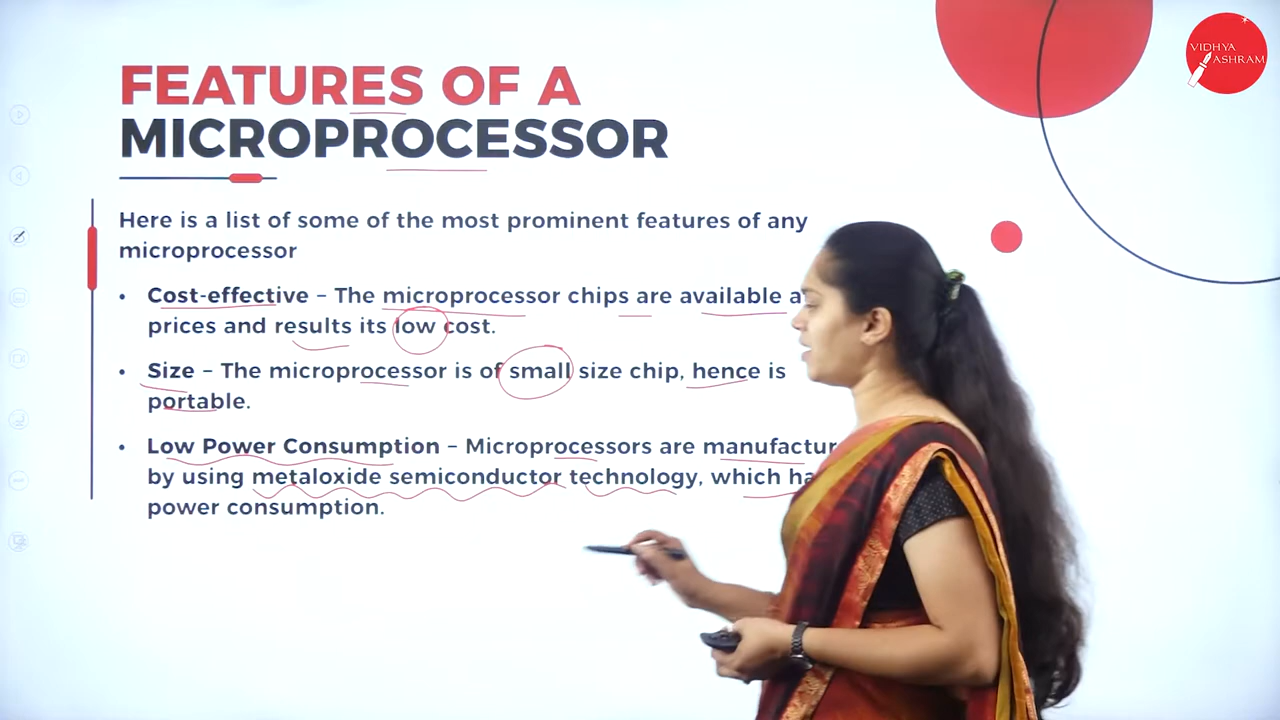 VIDHYA
ASHRAM
FEATURES OF A
MICROPROCESSOR
Here is a list of some of the most prominent features of any
microprocessor
• Cost-effective – The microprocessor chips are available
prices and results its low cost.
• Size – The microprocessor is of small size chip, hence is
portable.
• Low Power Consumption – Microprocessors are
by using metaloxide semiconductor technology, which
power consumption.